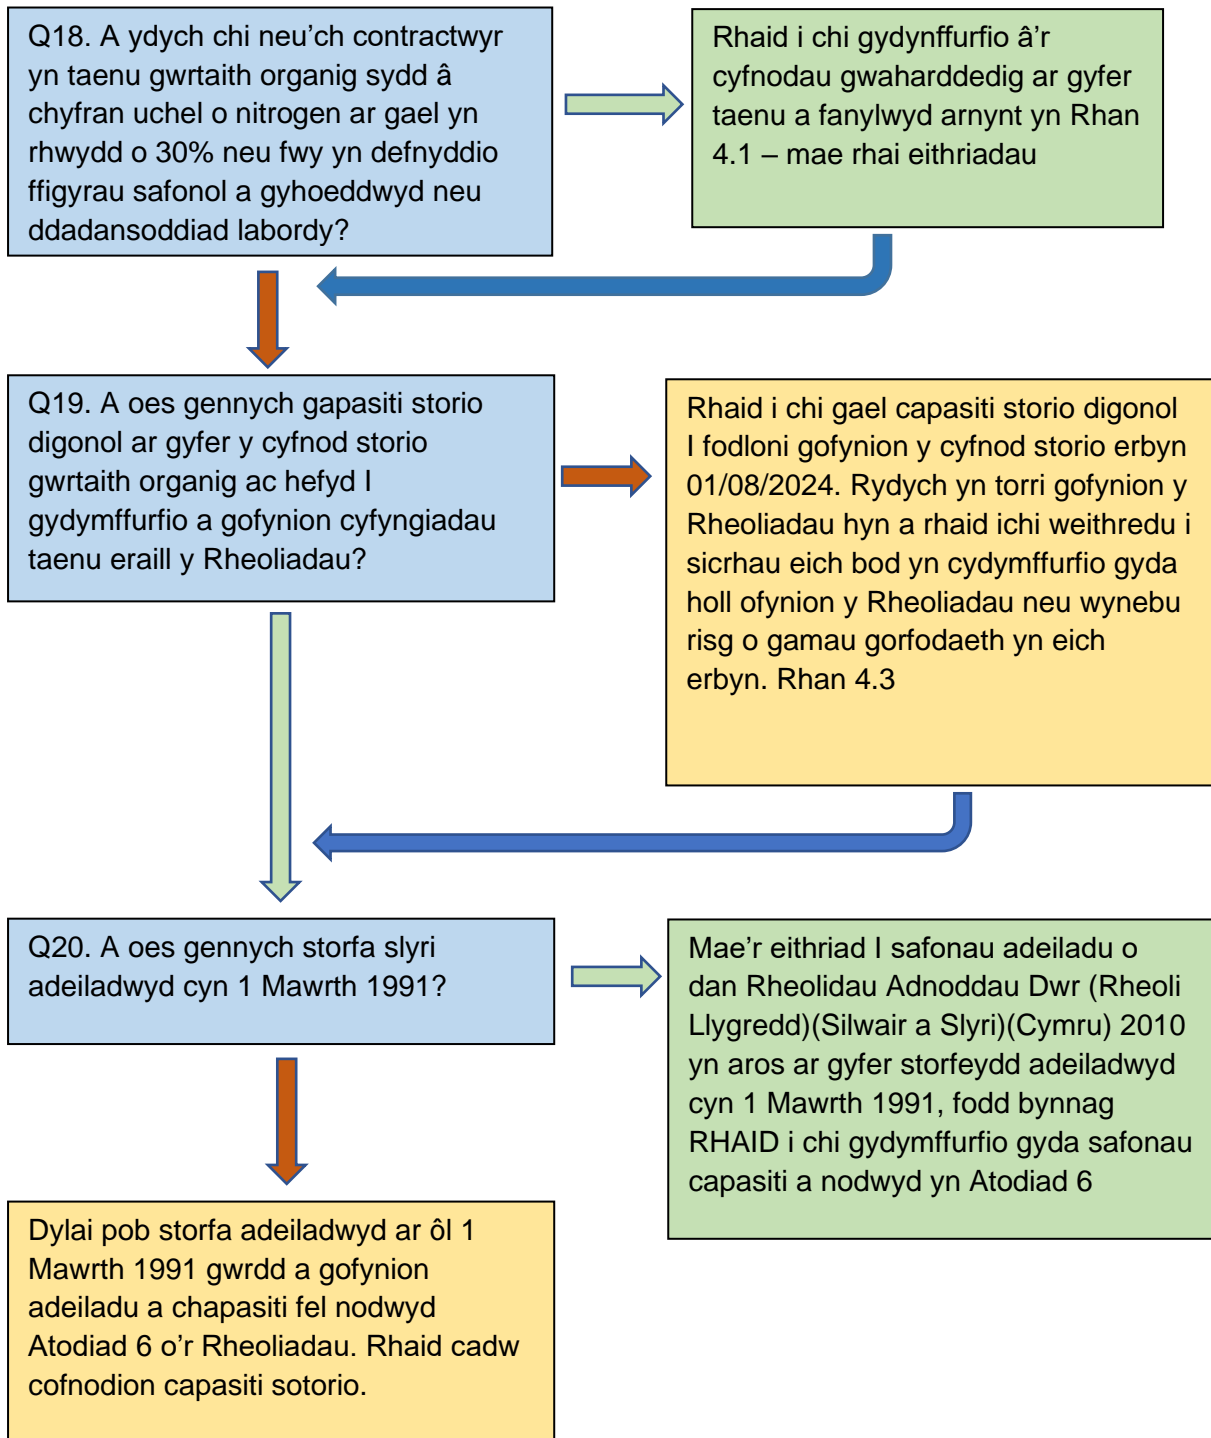 Q18. A ydych chi neu'ch contractwyr
yn taenu gwrtaith organig sydd â
chyfran uchel o nitrogen ar gael yn
rhwydd o 30% neu fwy yn defnyddio
ffigyrau safonol a gyhoeddwyd neu
ddadansoddiad labordy?
Rhaid i chi gydynffurfio â'r
cyfnodau gwaharddedig ar gyfer
taenu a fanylwyd arnynt yn Rhan
4.1 – mae rhai eithriadau
Q19. A oes gennych gapasiti storio
digonol ar gyfer y cyfnod storio
gwrtaith organig ac hefyd I
gydymffurfio a gofynion cyfyngiadau
taenu eraill y Rheoliadau?
Rhaid i chi gael capasiti storio digonol
I fodloni gofynion y cyfnod storio erbyn
01/08/2024. Rydych yn torri gofynion y
Rheoliadau hyn a rhaid ichi weithredu i
sicrhau eich bod yn cydymffurfio gyda
holl ofynion y Rheoliadau neu wynebu
risg o gamau gorfodaeth yn eich
erbyn. Rhan 4.3
Q20. A oes gennych storfa slyri
adeiladwyd cyn 1 Mawrth 1991?
Mae'r eithriad I safonau adeiladu o
dan Rheolidau Adnoddau Dwr (Rheoli
Llygredd)(Silwair a Slyri)(Cymru) 2010
yn aros ar gyfer storfeydd adeiladwyd
cyn 1 Mawrth 1991, fodd bynnag
RHAID i chi gydymffurfio gyda safonau
capasiti a nodwyd yn Atodiad 6
Dylai pob storfa adeiladwyd ar ôl 1
Mawrth 1991 gwrdd a gofynion
adeiladu a chapasiti fel nodwyd
Atodiad 6 o'r Rheoliadau. Rhaid cadw
cofnodion capasiti sotorio.